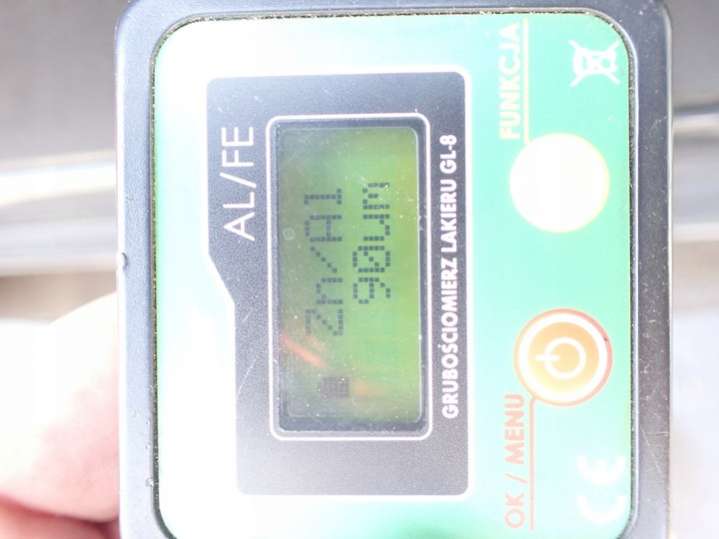 AL/FE
Zn/Al
90um
GRUBOŚCIOMIERZ LAKIERU GL-8
OK / MENU
FUNKCJA
CE